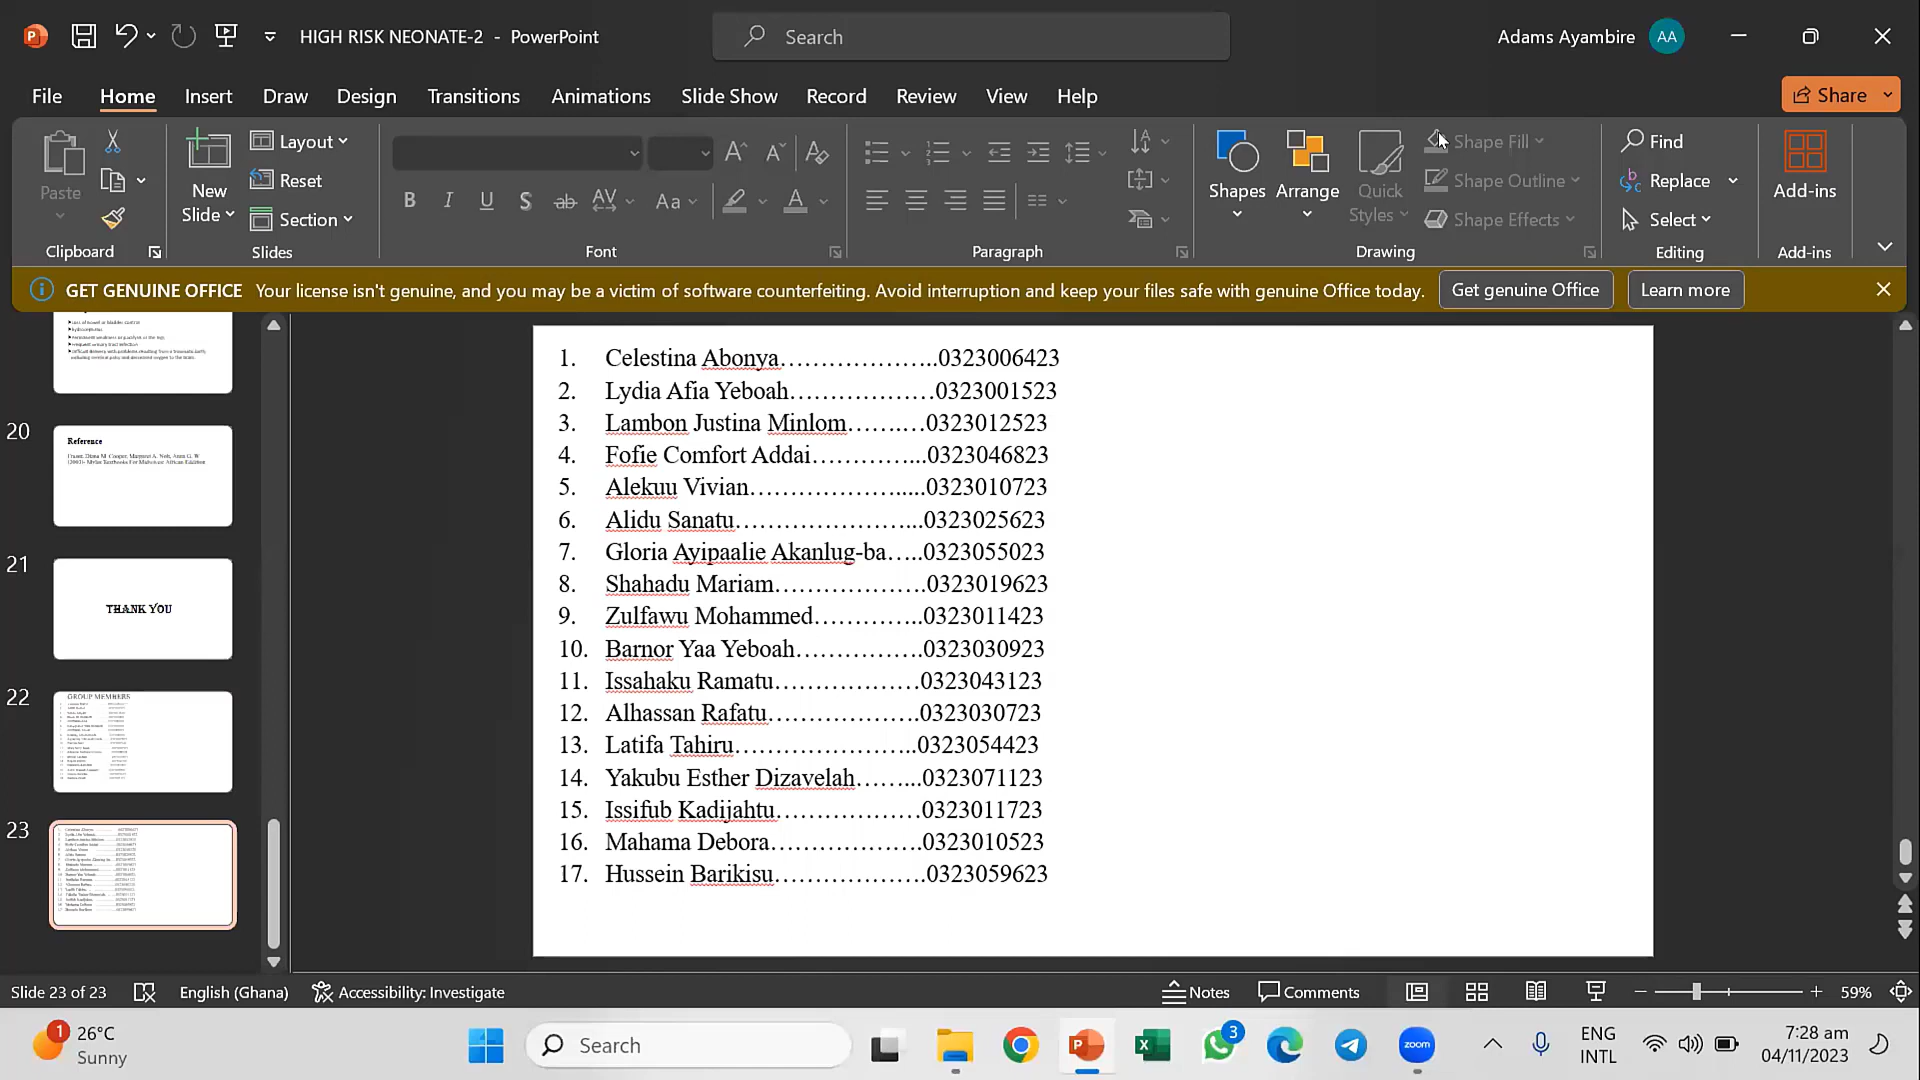 HIGH RISK NEONATE-2 - PowerPoint
Search
Adams Ayambire AA
File Home Insert Draw Design Transitions Animations Slide Show Record Review View Help
Share
Paste
New Slide
Layout
Reset
Section
Shapes
Arrange
Quick Styles
Shape Fill
Shape Outline
Shape Effects
Find
Replace
Select
Add-ins
Clipboard Slides Font Paragraph Drawing Editing Add-ins
GET GENUINE OFFICE Your license isn't genuine, and you may be a victim of software counterfeiting. Avoid interruption and keep your files safe with genuine Office today. Get genuine Office Learn more
20
Reference
21
THANK YOU
22
GROUP MEMBERS
23
1. Celestina Abonya…………………..0323006423
2. Lydia Afia Yeboah………………0323001523
3. Lambon Justina Minlom…….…0323012523
4. Fofie Comfort Addai…………...0323046823
5. Alekuu Vivian……………….....0323010723
6. Alidu Sanatu…………………...0323025623
7. Gloria Ayipaalie Akanlug-ba…..0323055023
8. Shahadu Mariam……………….0323019623
9. Zulfawu Mohammed…………..0323011423
10. Barnor Yaa Yeboah…………….0323030923
11. Issahaku Ramatu………………0323043123
12. Alhassan Rafatu……………….0323030723
13. Latifa Tahiru…………………..0323054423
14. Yakubu Esther Dizavelah……...0323071123
15. Issifub Kadijahtu………………0323011723
16. Mahama Debora……………….0323010523
17. Hussein Barikisu……………….0323059623
Slide 23 of 23 English (Ghana) Accessibility: Investigate Notes Comments 59%
1 26°C
Sunny
Search
3
zoom
ENG
INTL
7:28 am
04/11/2023